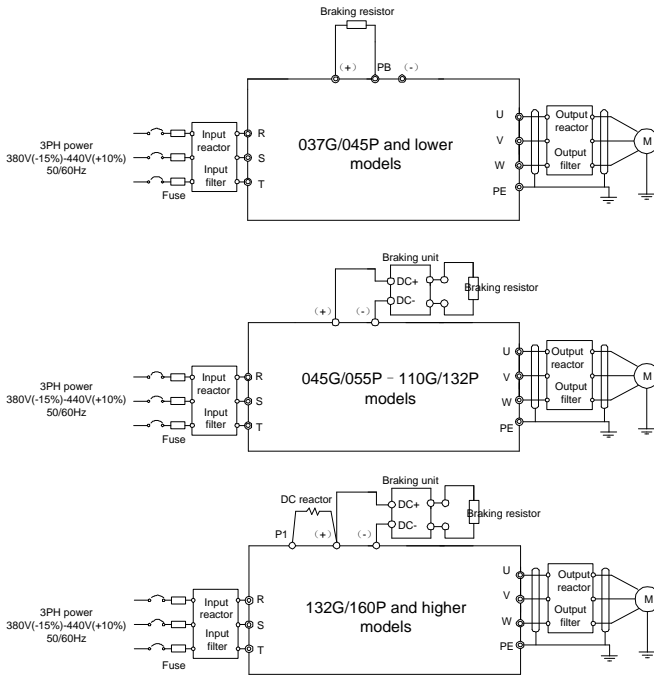 Braking resistor
(+) PB (-)
3PH power
380V(-15%)-440V(+10%)
50/60Hz
Fuse
Input
reactor
Input
filter
R
S
T
037G/045P and lower
models
U
V
W
PE
Output
reactor
Output
filter
M
Braking unit
DC+
DC-
Braking resistor
(+) (-)
3PH power
380V(-15%)-440V(+10%)
50/60Hz
Fuse
Input
reactor
Input
filter
R
S
T
045G/055P – 110G/132P
models
U
V
W
PE
Output
reactor
Output
filter
M
DC reactor
Braking unit
DC+
DC-
Braking resistor
P1 (+) (-)
3PH power
380V(-15%)-440V(+10%)
50/60Hz
Fuse
Input
reactor
Input
filter
R
S
T
132G/160P and higher
models
U
V
W
PE
Output
reactor
Output
filter
M